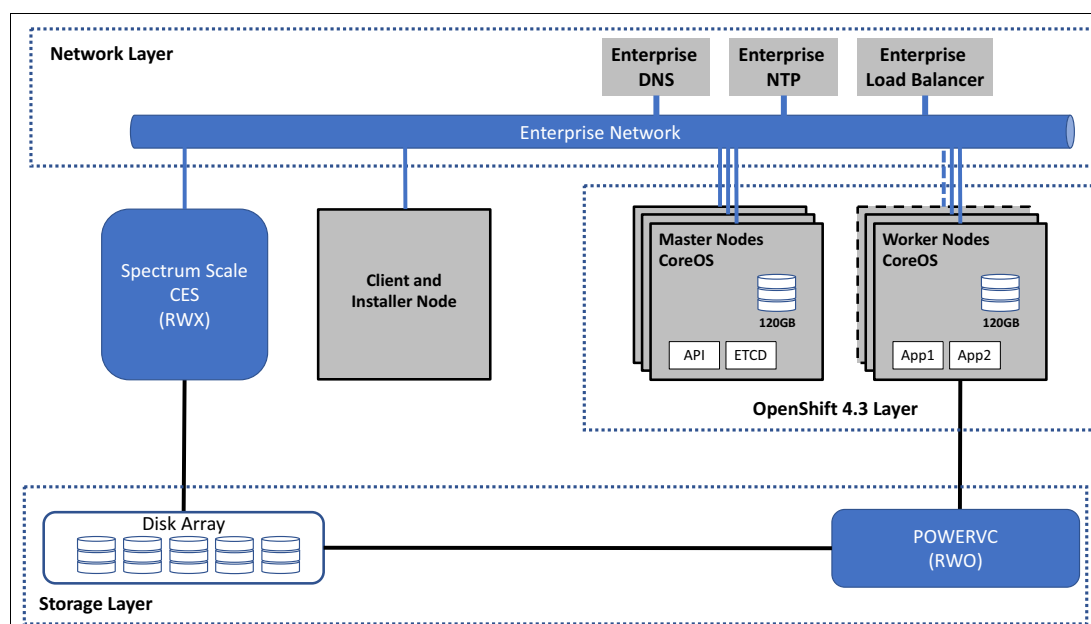 Network Layer
Enterprise
DNS
Enterprise
NTP
Enterprise
Load Balancer
Enterprise Network
Spectrum Scale
CES
(RWX)
Client and
Installer Node
Master Nodes
CoreOS
120GB
API
ETCD
Worker Nodes
CoreOS
120GB
App1
App2
OpenShift 4.3 Layer
Disk Array
POWERVC
(RWO)
Storage Layer